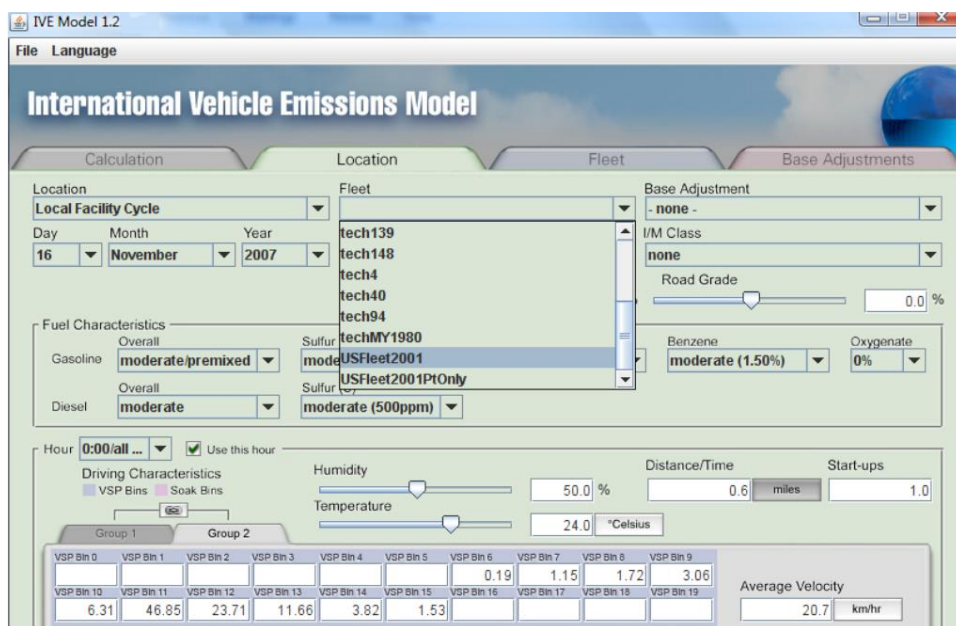 IVE Model 1.2
File Language
International Vehicle Emissions Model
Calculation Location Fleet Base Adjustments
Location Fleet Base Adjustment
Local Facility Cycle - none -
Day Month Year tech139 I/M Class
16 November 2007 tech148 none
tech4 Road Grade
tech40 0.0 %
tech94
Fuel Characteristics techMY1980
Overall Sulfur Benzene Oxygenate
Gasoline moderate/premixed mode USFleet2001 moderate (1.50%) 0%
Overall Sulfur USFleet2001PtOnly
Diesel moderate moderate (500ppm)
Hour 0:00/all ... Use this hour
Driving Characteristics Humidity Distance/Time Start-ups
VSP Bins Soak Bins 50.0 % 0.6 miles 1.0
Temperature
Group 1 Group 2 24.0 °Celsius
VSP Bin 0 VSP Bin 1 VSP Bin 2 VSP Bin 3 VSP Bin 4 VSP Bin 5 VSP Bin 6 VSP Bin 7 VSP Bin 8 VSP Bin 9
0.19 1.15 1.72 3.06
VSP Bin 10 VSP Bin 11 VSP Bin 12 VSP Bin 13 VSP Bin 14 VSP Bin 15 VSP Bin 16 VSP Bin 17 VSP Bin 18 VSP Bin 19 Average Velocity
6.31 46.85 23.71 11.66 3.82 1.53 20.7 km/hr